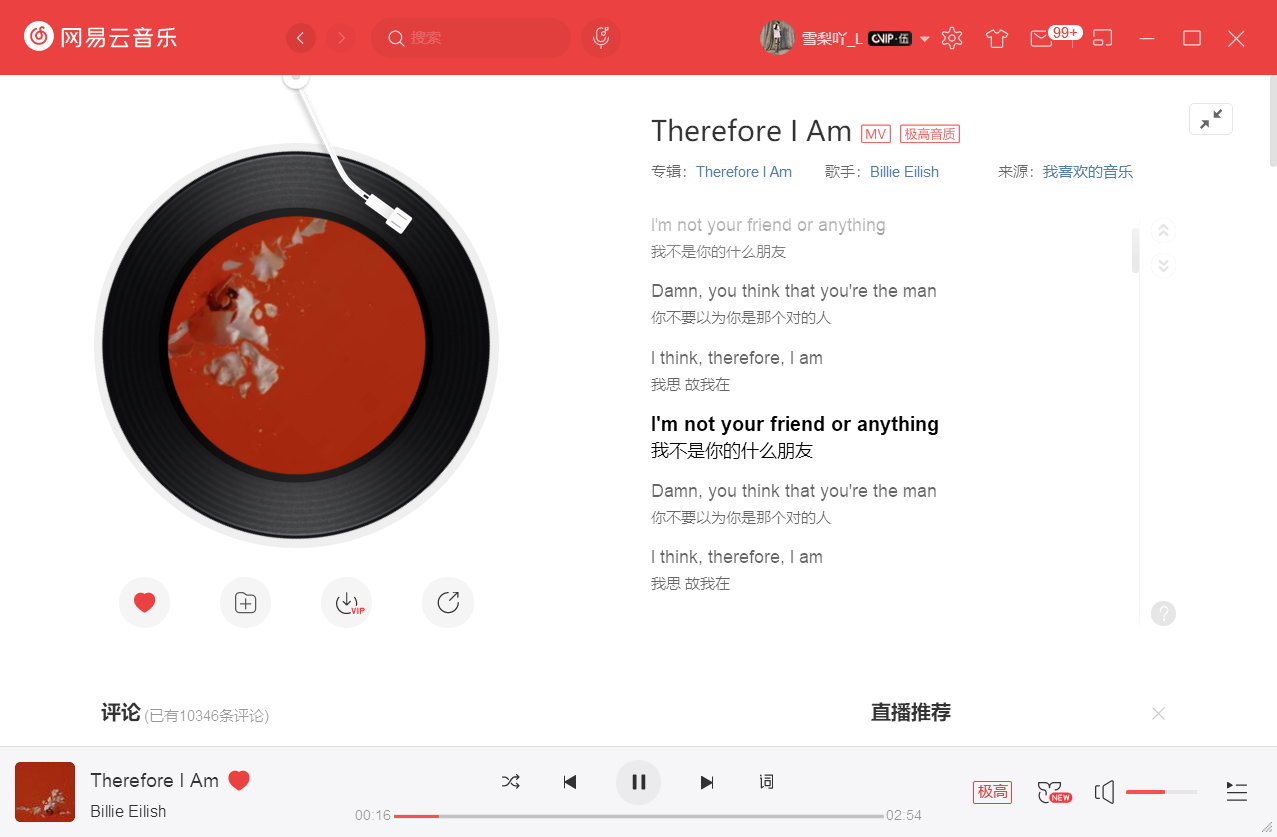 网易云音乐
搜索
雪梨吖_L
VIP·伍
99+
Therefore I Am MV 极高音质
专辑：Therefore I Am 歌手：Billie Eilish 来源：我喜欢的音乐
I'm not your friend or anything
我不是你的什么朋友
Damn, you think that you're the man
你不要以为你是那个对的人
I think, therefore, I am
我思 故我在
I'm not your friend or anything
我不是你的什么朋友
Damn, you think that you're the man
你不要以为你是那个对的人
I think, therefore, I am
我思 故我在
VIP
?
评论 (已有10346条评论)
直播推荐
Therefore I Am
Billie Eilish
词
00:16
02:54
极高
NEW